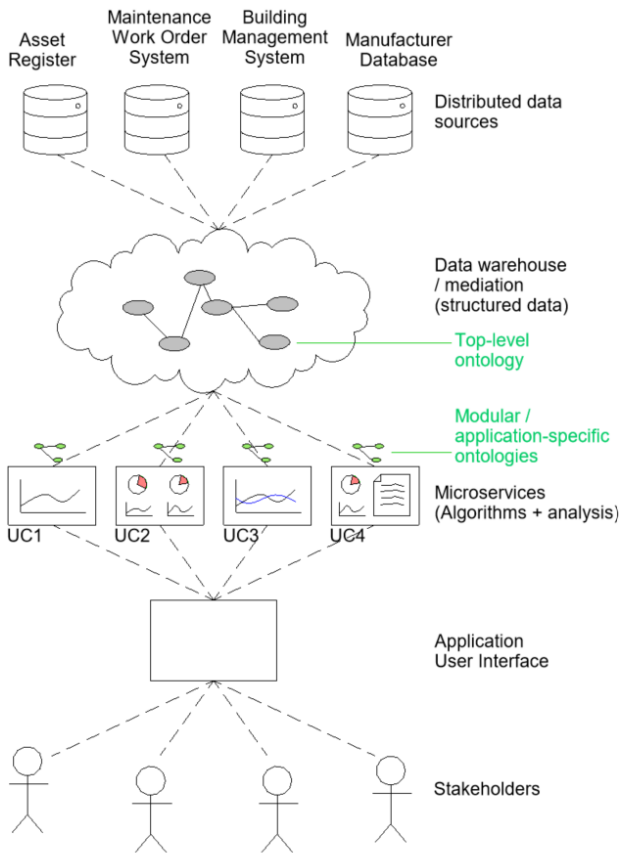 Asset
Register
Maintenance
Work Order
System
Building
Management
System
Manufacturer
Database
Distributed data
sources
Data warehouse
/ mediation
(structured data)
Top-level
ontology
Modular /
application-specific
ontologies
Microservices
(Algorithms + analysis)
UC1
UC2
UC3
UC4
Application
User Interface
Stakeholders